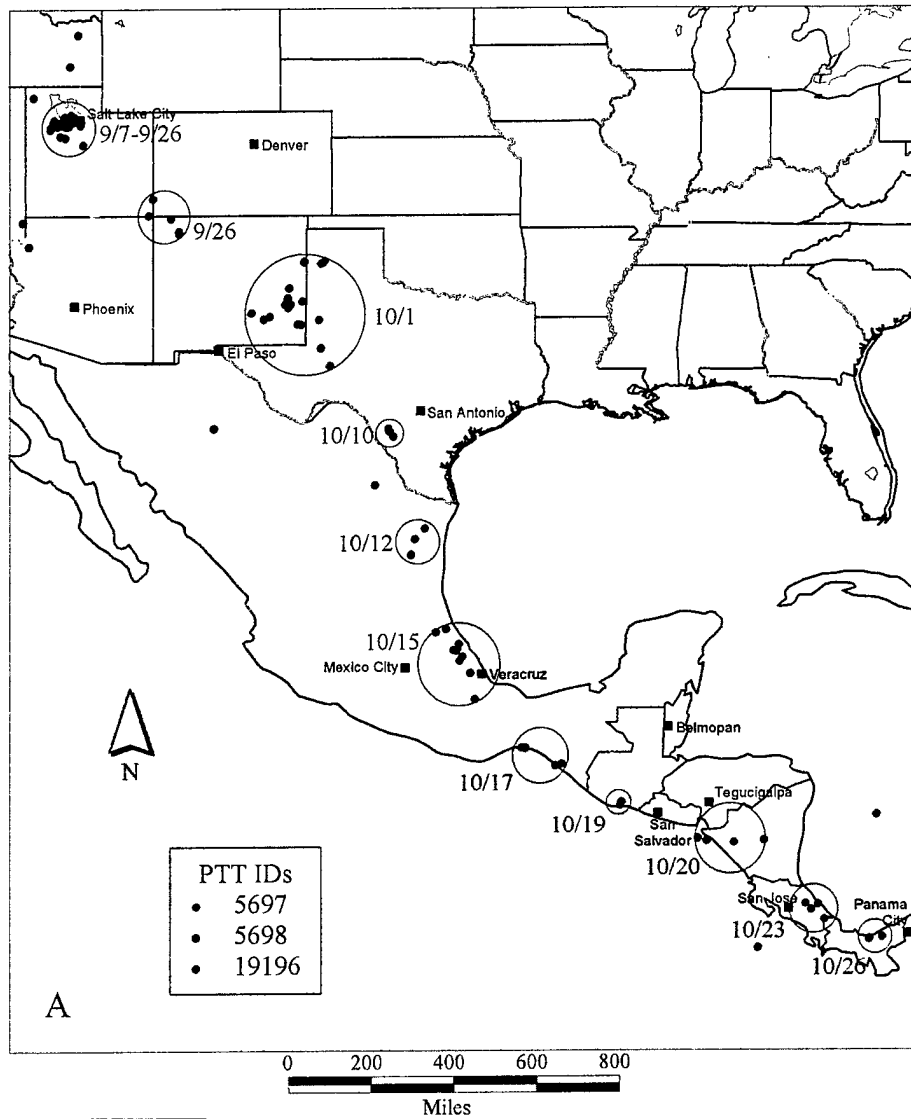 Salt Lake City
9/7-9/26
Denver
9/26
Phoenix
10/1
El Paso
San Antonio
10/10
10/12
10/15
Mexico City
Veracruz
N
Belmopan
10/17
Tegucigalpa
10/19
San
Salvador
10/20
PTT IDs
5697
5698
19196
San Jose
Panama
City
10/23
10/26
A
0 200 400 600 800
Miles